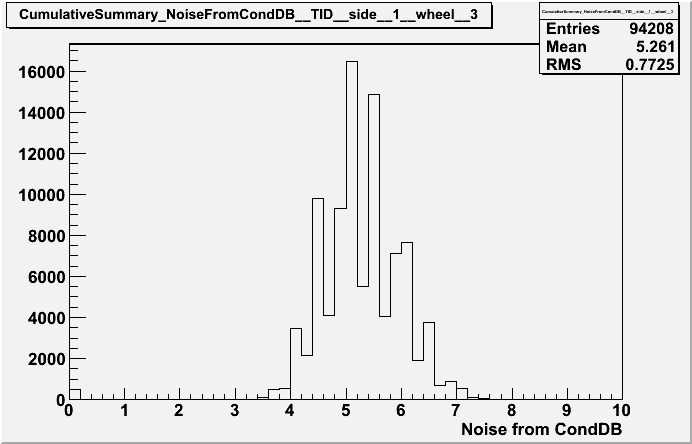 CumulativeSummary_NoiseFromCondDB__TID__side__1__wheel__3
CumulativeSummary_NoiseFromCondDB__TID__side__1__wheel__3
Entries 94208
Mean 5.261
RMS 0.7725
16000
14000
12000
10000
8000
6000
4000
2000
0
0 1 2 3 4 5 6 7 8 9 10
Noise from CondDB